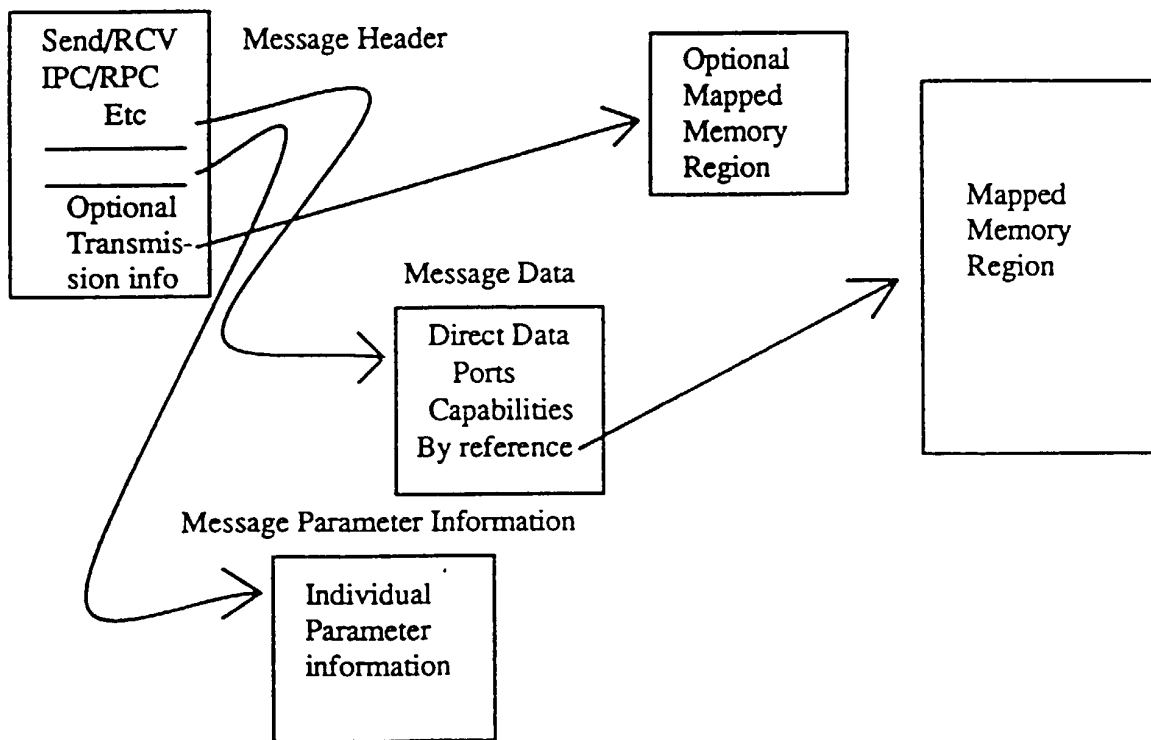 Send/RCV
IPC/RPC
Etc
Optional
Transmis-
sion info
Message Header
Optional
Mapped
Memory
Region
Mapped
Memory
Region
Message Data
Direct Data
Ports
Capabilities
By reference
Message Parameter Information
Individual
Parameter
information